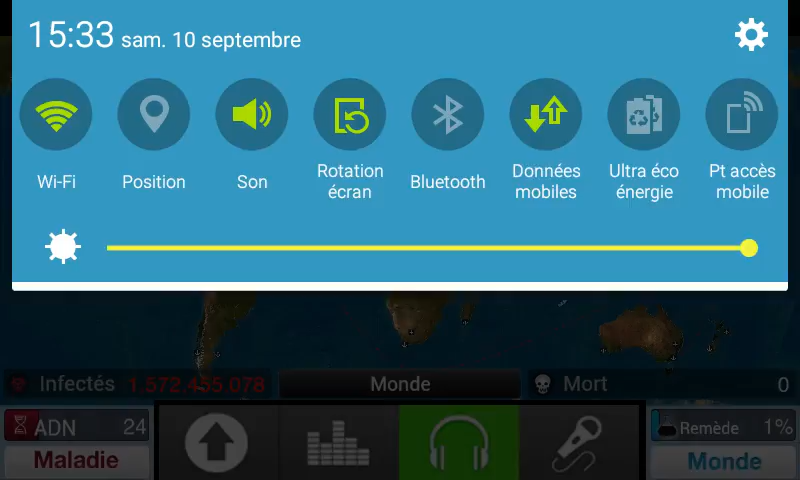 15:33 sam. 10 septembre
Wi-Fi
Position
Son
Rotation
écran
Bluetooth
Données
mobiles
Ultra éco
énergie
Pt accès
mobile
Infectés 1.572.455.078
Monde
Mort 0
ADN 24
Maladie
Remède 1%
Monde